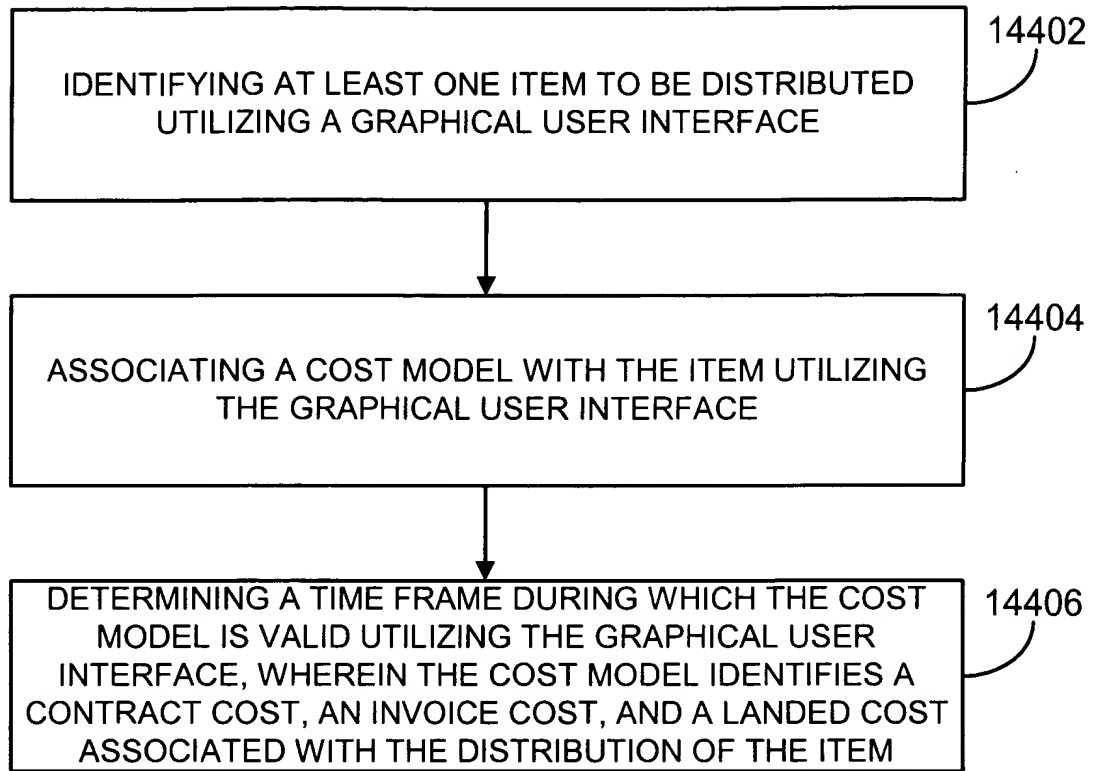 14402
IDENTIFYING AT LEAST ONE ITEM TO BE DISTRIBUTED
UTILIZING A GRAPHICAL USER INTERFACE
14404
ASSOCIATING A COST MODEL WITH THE ITEM UTILIZING
THE GRAPHICAL USER INTERFACE
14406
DETERMINING A TIME FRAME DURING WHICH THE COST
MODEL IS VALID UTILIZING THE GRAPHICAL USER
INTERFACE, WHEREIN THE COST MODEL IDENTIFIES A
CONTRACT COST, AN INVOICE COST, AND A LANDED COST
ASSOCIATED WITH THE DISTRIBUTION OF THE ITEM